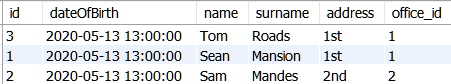 id dateOfBirth name surname address office_id
3 2020-05-13 13:00:00 Tom Roads 1st 1
1 2020-05-13 13:00:00 Sean Mansion 1st 1
2 2020-05-13 13:00:00 Sam Mandes 2nd 2